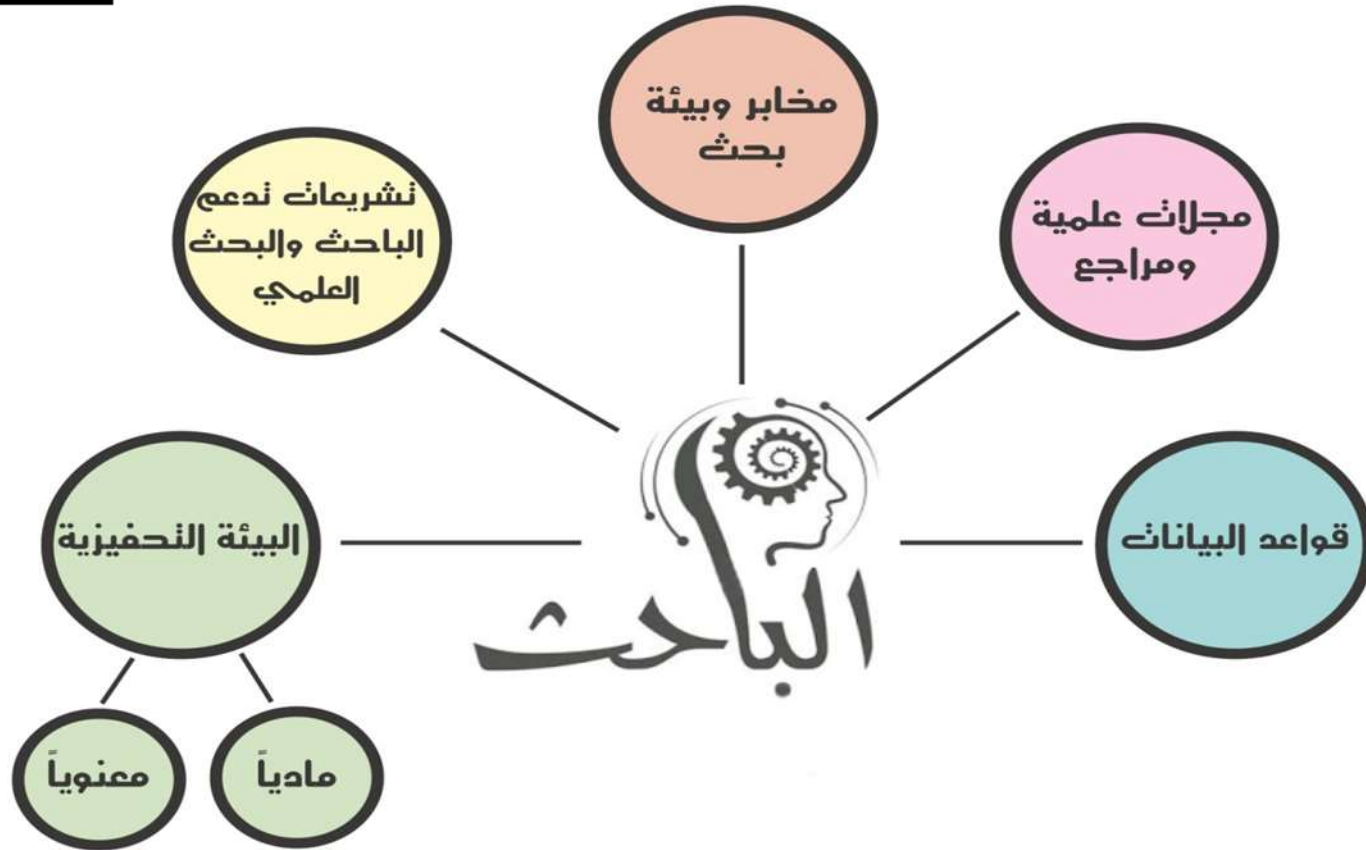 مخابر وبيئة
بحث
مجلات علمية
ومراجع
تشريعات تدعم
الباحث والبحث
العلمي
قواعد البيانات
البيئة التحفيزية
الباحث
مادياً
معنوياً